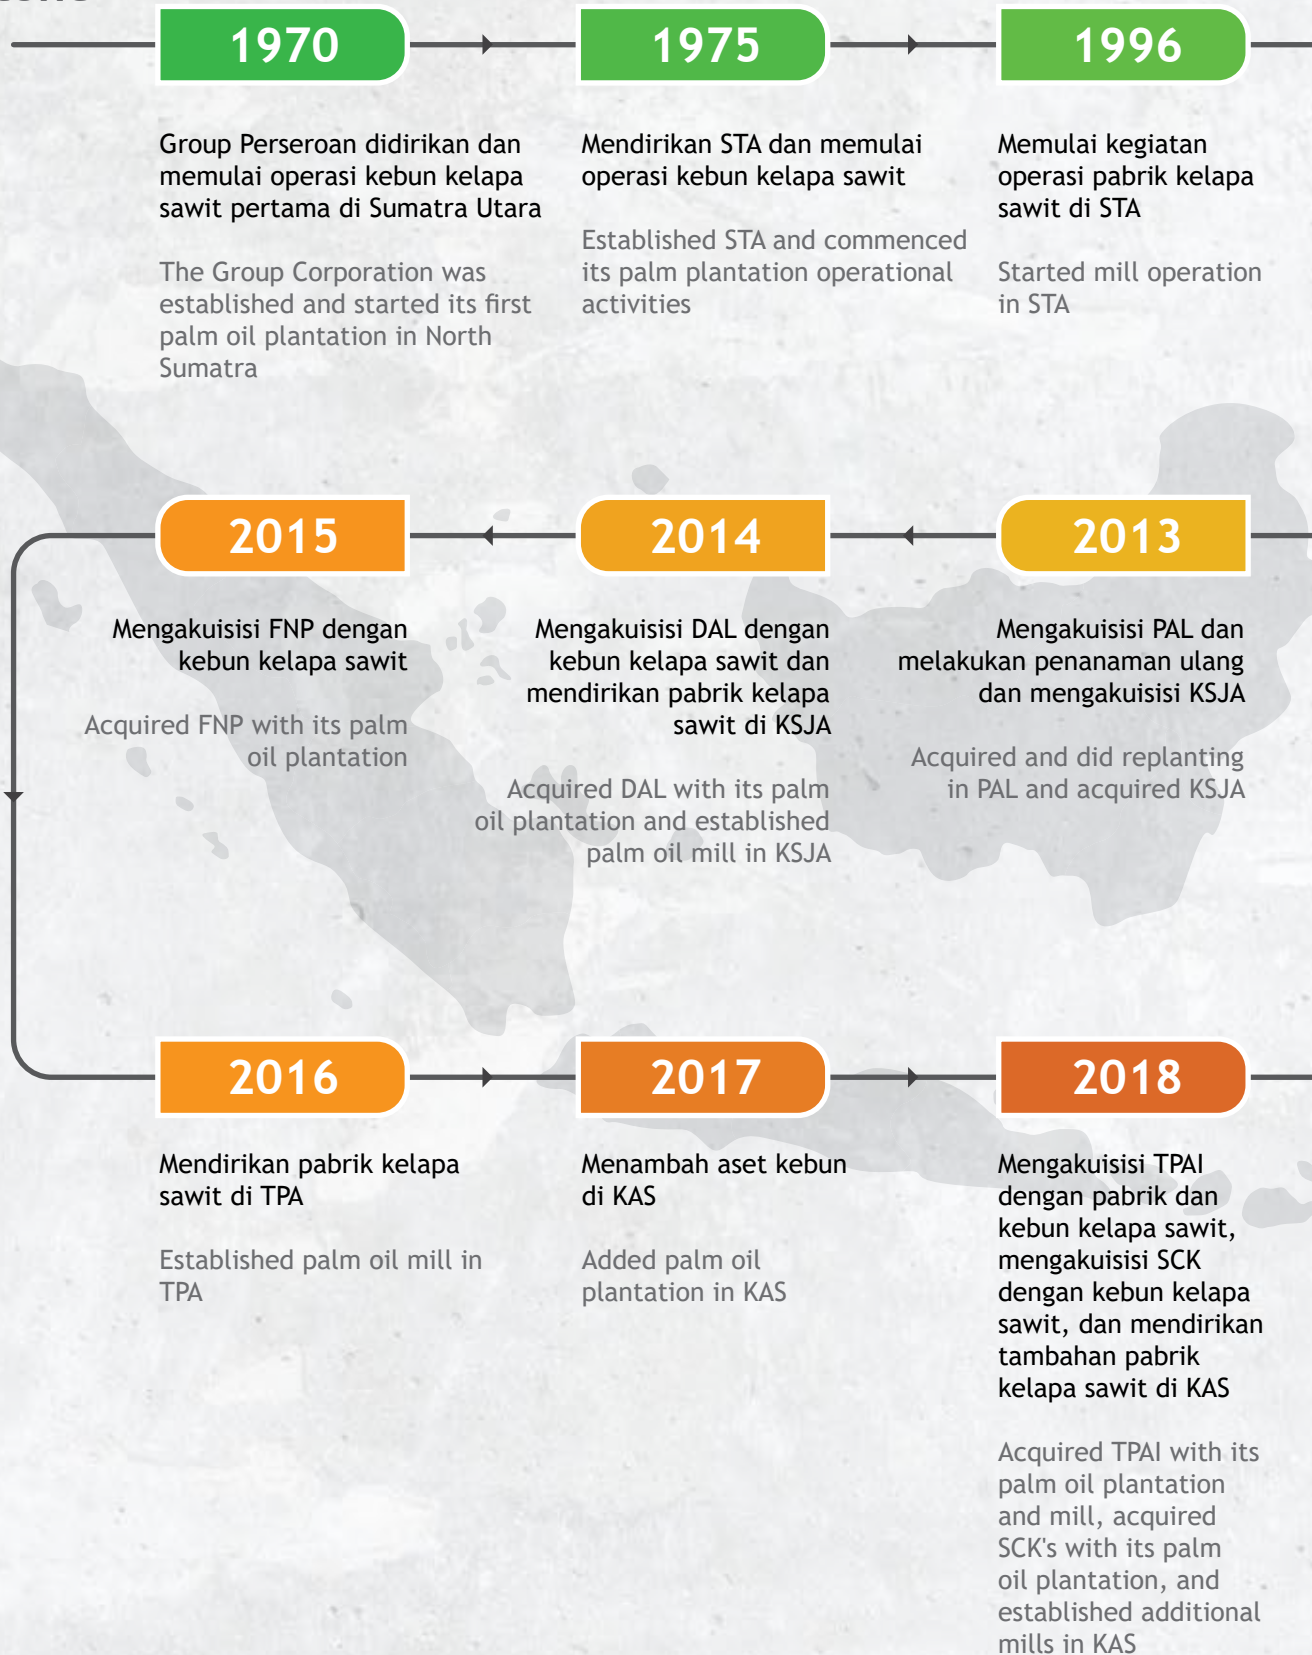 1970
Group Perseroan didirikan dan
memulai operasi kebun kelapa
sawit pertama di Sumatra Utara
The Group Corporation was
established and started its first
palm oil plantation in North
Sumatra
1975
Mendirikan STA dan memulai
operasi kebun kelapa sawit
Established STA and commenced
its palm plantation operational
activities
1996
Memulai kegiatan
operasi pabrik kelapa
sawit di STA
Started mill operation
in STA
2015
Mengakuisisi FNP dengan
kebun kelapa sawit
Acquired FNP with its palm
oil plantation
2014
Mengakuisisi DAL dengan
kebun kelapa sawit dan
mendirikan pabrik kelapa
sawit di KSJA
Acquired DAL with its palm
oil plantation and established
palm oil mill in KSJA
2013
Mengakuisisi PAL dan
melakukan penanaman ulang
dan mengakuisisi KSJA
Acquired and did replanting
in PAL and acquired KSJA
2016
Mendirikan pabrik kelapa
sawit di TPA
Established palm oil mill in
TPA
2017
Menambah aset kebun
di KAS
Added palm oil
plantation in KAS
2018
Mengakuisisi TPAI
dengan pabrik dan
kebun kelapa sawit,
mengakuisisi SCK
dengan kebun kelapa
sawit, dan mendirikan
tambahan pabrik
kelapa sawit di KAS
Acquired TPAI with its
palm oil plantation
and mill, acquired
SCK's with its palm
oil plantation, and
established additional
mills in KAS